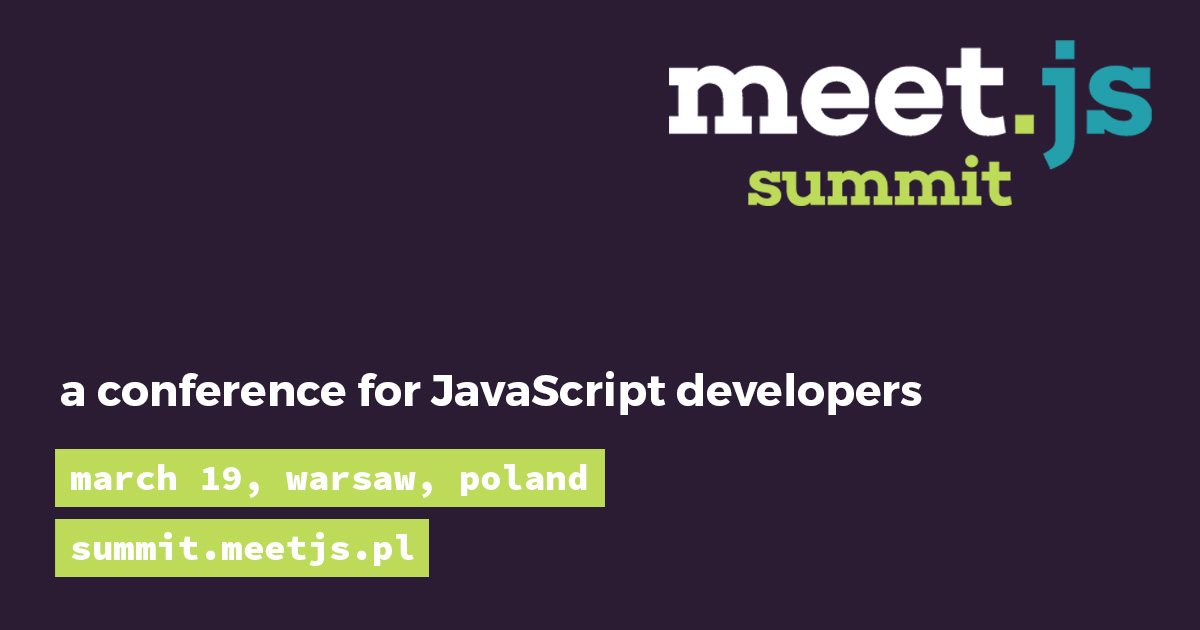 meet.js
summit
a conference for JavaScript developers
march 19, warsaw, poland
summit.meetjs.pl